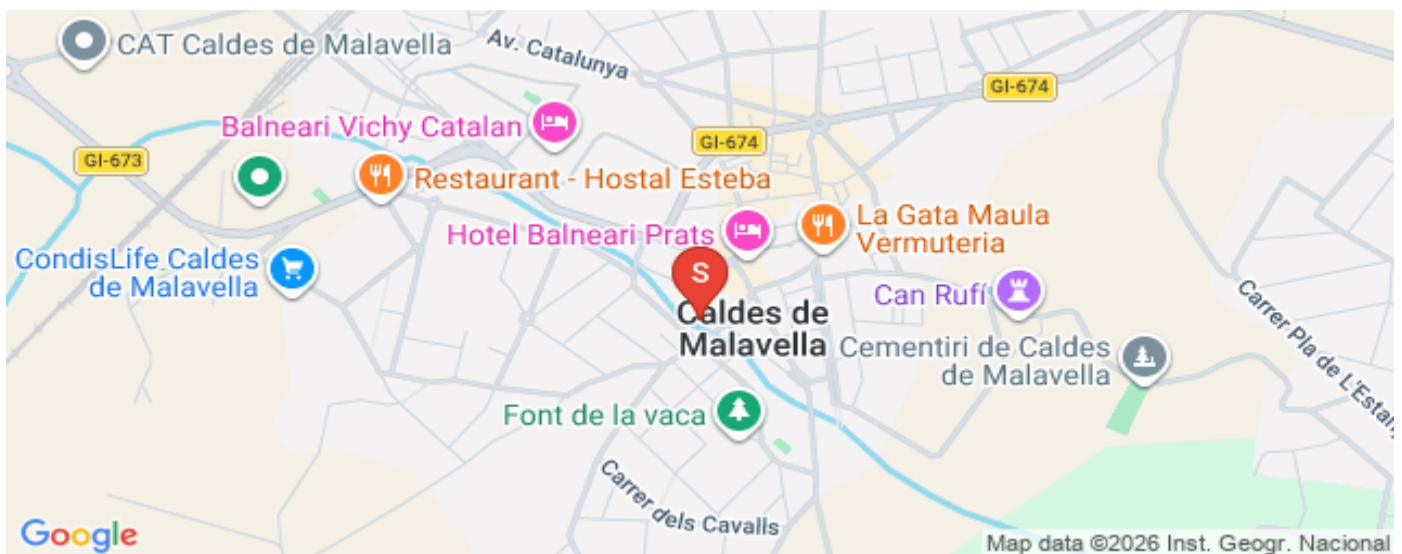 CAT Caldes de Malavella
Av. Catalunya
GI-674
Balneari Vichy Catalan
GI-674
GI-673
Restaurant - Hostal Esteba
La Gata Maula
Vermuteria
Hotel Balneari Prats
CondisLife Caldes
de Malavella
S
Can Rufí
Caldes de
Malavella
Cementiri de Caldes
de Malavella
Carrer Pla de L'Estany
Font de la vaca
Carrer dels Cavalls
Google
Map data ©2026 Inst. Geogr. Nacional